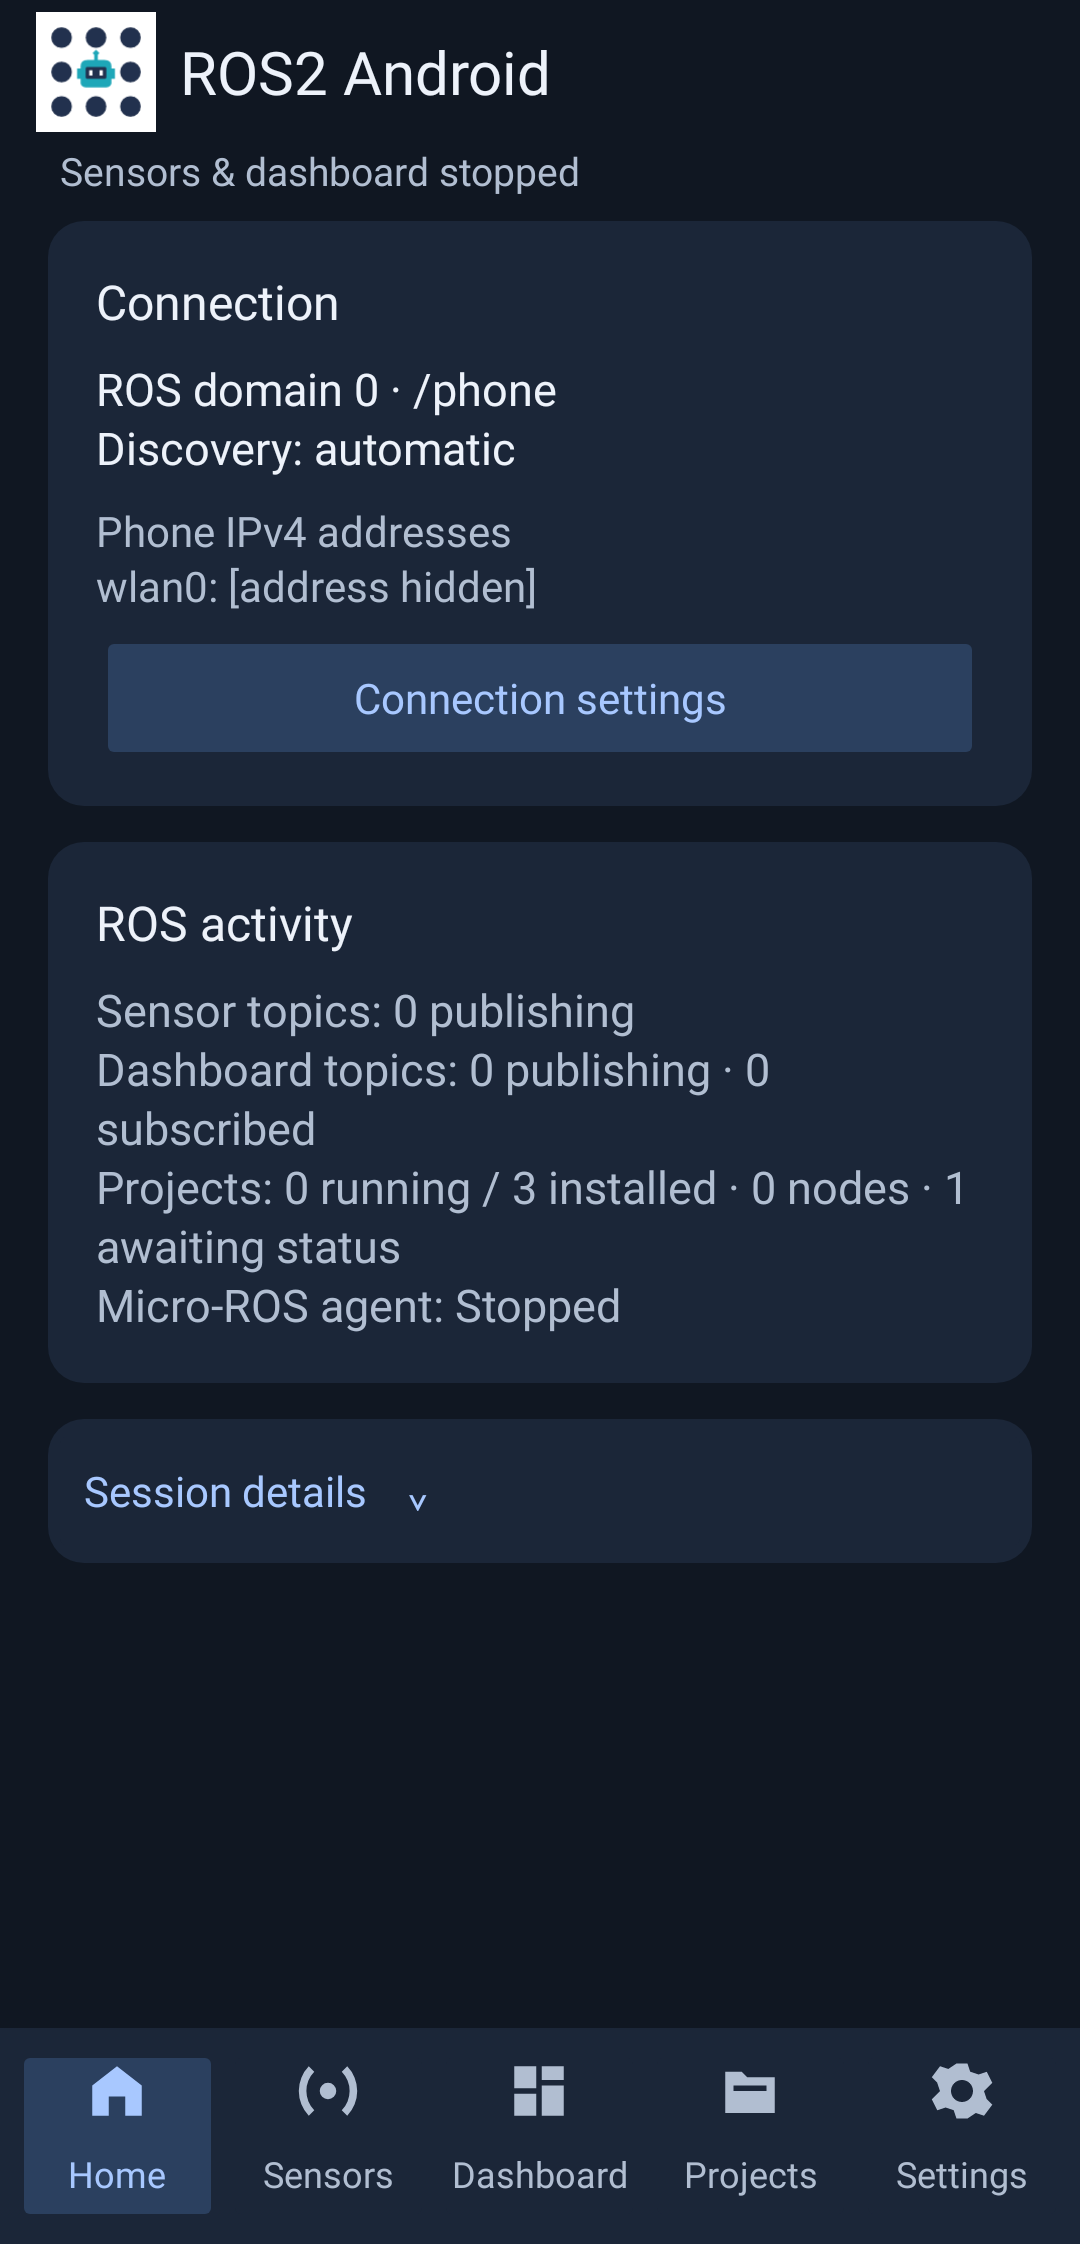 ROS2 Android
Sensors & dashboard stopped
Connection
ROS domain 0 · /phone
Discovery: automatic
Phone IPv4 addresses
wlan0: [address hidden]
Connection settings
ROS activity
Sensor topics: 0 publishing
Dashboard topics: 0 publishing · 0
subscribed
Projects: 0 running / 3 installed · 0 nodes · 1
awaiting status
Micro-ROS agent: Stopped
Session details
Home
Sensors
Dashboard
Projects
Settings